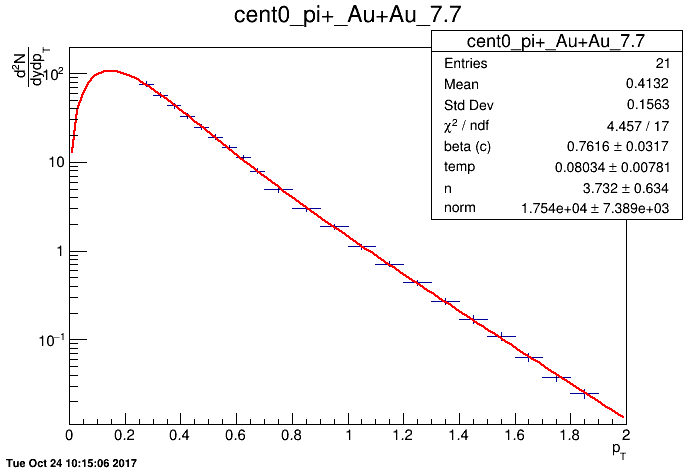 cent0_pi+_Au+Au_7.7
cent0_pi+_Au+Au_7.7
Entries 21
Mean 0.4132
Std Dev 0.1563
χ² / ndf 4.457 / 17
beta (c) 0.7616 ± 0.0317
temp 0.08034 ± 0.00781
n 3.732 ± 0.634
norm 1.754e+04 ± 7.389e+03
d²N
dydp_T
10²
10
1
10⁻¹
0 0.2 0.4 0.6 0.8 1 1.2 1.4 1.6 1.8 2
p_T
Tue Oct 24 10:15:06 2017